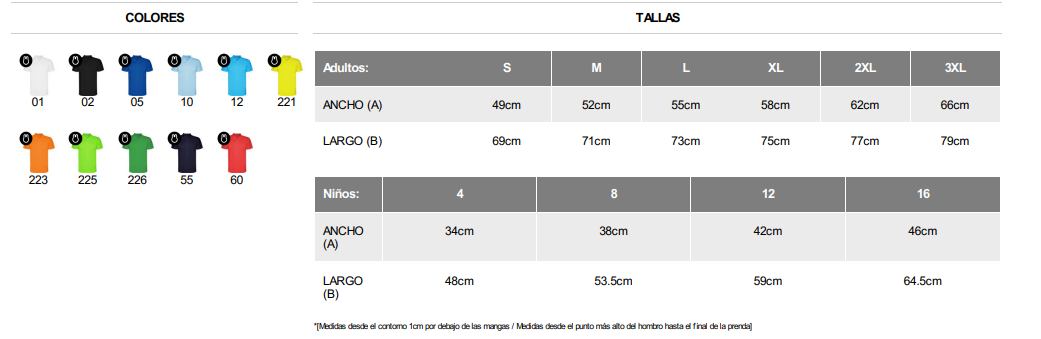 COLORES
01 02 05 10 12 221
223 225 226 55 60
TALLAS
Adultos: S M L XL 2XL 3XL
ANCHO (A) 49cm 52cm 55cm 58cm 62cm 66cm
LARGO (B) 69cm 71cm 73cm 75cm 77cm 79cm
Niños: 4 8 12 16
ANCHO
(A) 34cm 38cm 42cm 46cm
LARGO
(B) 48cm 53.5cm 59cm 64.5cm
*[Medidas desde el contorno 1cm por debajo de las mangas / Medidas desde el punto más alto del hombro hasta el final de la prenda]